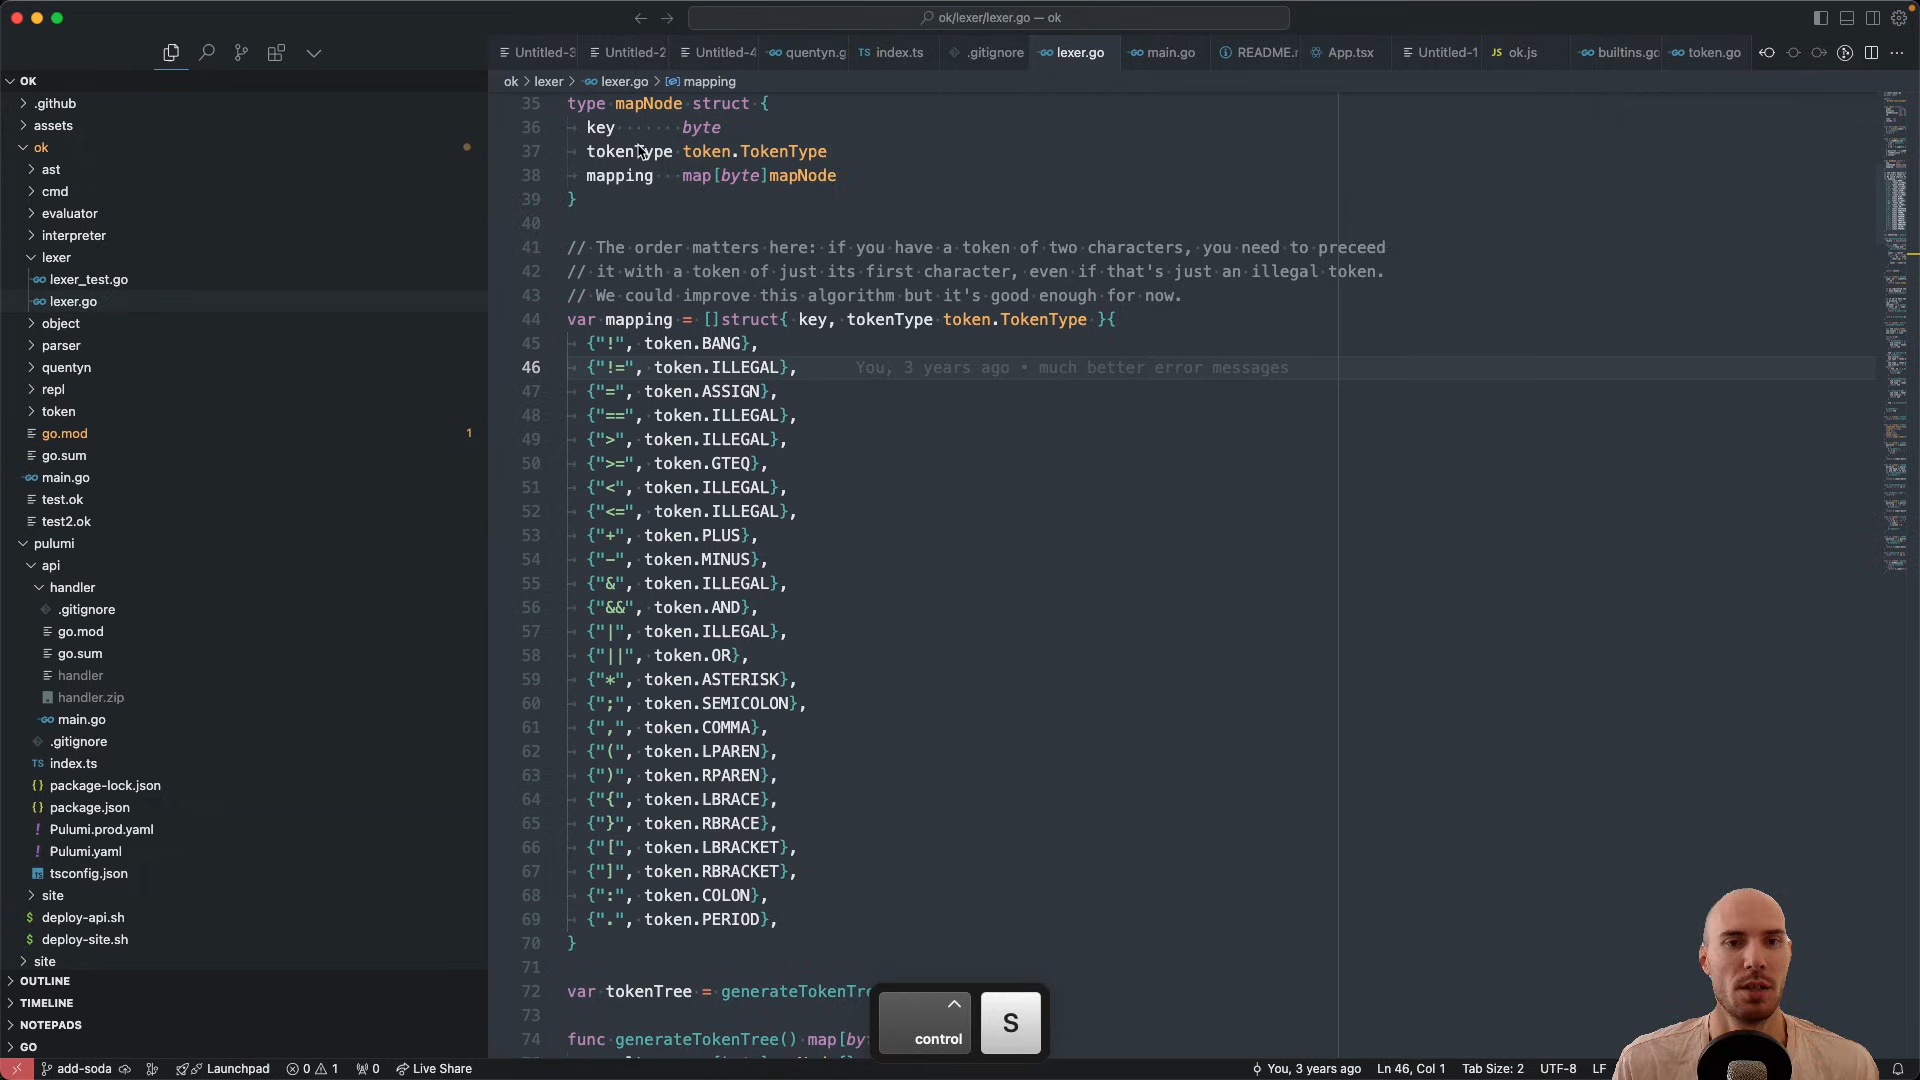 ok/lexer/lexer.go — ok
Untitled-3
Untitled-2
Untitled-4
quentyn.g
TS index.ts
.gitignore
lexer.go
main.go
README.r
App.tsx
Untitled-1
JS ok.js
builtins.go
token.go
ok > lexer > lexer.go > mapping
OK
.github
assets
ok
ast
cmd
evaluator
interpreter
lexer
lexer_test.go
lexer.go
object
parser
quentyn
repl
token
go.mod 1
go.sum
main.go
test.ok
test2.ok
pulumi
api
handler
.gitignore
go.mod
go.sum
handler
handler.zip
main.go
.gitignore
TS index.ts
{} package-lock.json
{} package.json
! Pulumi.prod.yaml
! Pulumi.yaml
tsconfig.json
site
$ deploy-api.sh
$ deploy-site.sh
site
OUTLINE
TIMELINE
NOTEPADS
GO
35 type mapNode struct {
36 key byte
37 tokenType token.TokenType
38 mapping map[byte]mapNode
39 }
40
41 // The order matters here: if you have a token of two characters, you need to preceed
42 // it with a token of just its first character, even if that's just an illegal token.
43 // We could improve this algorithm but it's good enough for now.
44 var mapping = []struct{ key, tokenType token.TokenType }{
45 {"!", token.BANG},
46 {"!=", token.ILLEGAL}, You, 3 years ago • much better error messages
47 {"=", token.ASSIGN},
48 {"==", token.ILLEGAL},
49 {">", token.ILLEGAL},
50 {">=", token.GTEQ},
51 {"<", token.ILLEGAL},
52 {"<=", token.ILLEGAL},
53 {"+", token.PLUS},
54 {"-", token.MINUS},
55 {"&", token.ILLEGAL},
56 {"&&", token.AND},
57 {"|", token.ILLEGAL},
58 {"||", token.OR},
59 {"*", token.ASTERISK},
60 {";", token.SEMICOLON},
61 {",", token.COMMA},
62 {"(", token.LPAREN},
63 {")", token.RPAREN},
64 {"{", token.LBRACE},
65 {"}", token.RBRACE},
66 {"[", token.LBRACKET},
67 {"]", token.RBRACKET},
68 {":", token.COLON},
69 {".", token.PERIOD},
70 }
71
72 var tokenTree = generateTokenTre
73
74 func generateTokenTree() map[by
control
S
add-soda
Launchpad
0
1
0
Live Share
You, 3 years ago
Ln 46, Col 1
Tab Size: 2
UTF-8
LF